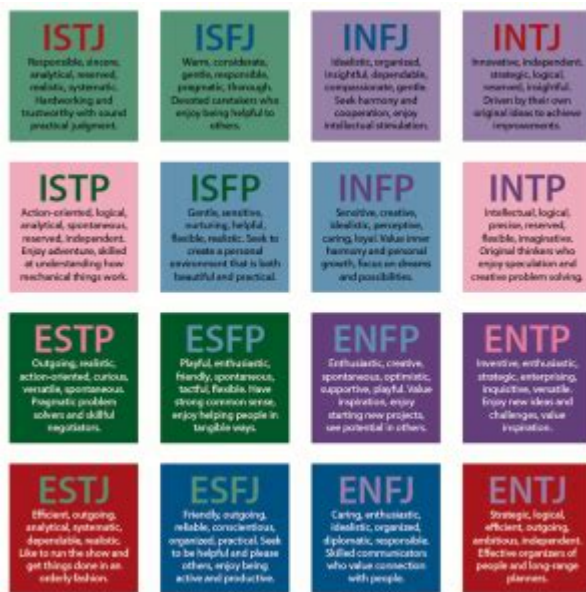 ISTJ
Responsible, sincere,
analytical, reserved,
realistic, systematic.
Hardworking and
trustworthy with sound
practical judgment.
ISFJ
Warm, considerate,
gentle, responsible,
pragmatic, thorough.
Devoted caretakers who
enjoy being helpful to
others.
INFJ
Idealistic, organized,
insightful, dependable,
compassionate, gentle.
Seek harmony and
cooperation, enjoy
intellectual stimulation.
INTJ
Innovative, independent,
strategic, logical,
reserved, insightful.
Driven by their own
original ideas to achieve
improvements.
ISTP
Action-oriented, logical,
analytical, spontaneous,
reserved, independent.
Enjoy adventure, skilled
at understanding how
mechanical things work.
ISFP
Gentle, sensitive,
nurturing, helpful,
flexible, realistic. Seek to
create a personal
environment that is both
beautiful and practical.
INFP
Sensitive, creative,
idealistic, perceptive,
caring, loyal. Value inner
harmony and personal
growth, focus on dreams
and possibilities.
INTP
Intellectual, logical,
precise, reserved,
flexible, imaginative.
Original thinkers who
enjoy speculation and
creative problem solving.
ESTP
Outgoing, realistic,
action-oriented, curious,
versatile, spontaneous.
Pragmatic problem
solvers and skillful
negotiators.
ESFP
Playful, enthusiastic,
friendly, spontaneous,
tactful, flexible. Have
strong common sense,
enjoy helping people in
tangible ways.
ENFP
Enthusiastic, creative,
spontaneous, optimistic,
supportive, playful. Value
inspiration, enjoy
starting new projects,
see potential in others.
ENTP
Inventive, enthusiastic,
strategic, enterprising,
inquisitive, versatile.
Enjoy new ideas and
challenges, value
inspiration.
ESTJ
Efficient, outgoing,
analytical, systematic,
dependable, realistic.
Like to run the show and
get things done in an
orderly fashion.
ESFJ
Friendly, outgoing,
reliable, conscientious,
organized, practical. Seek
to be helpful and please
others, enjoy being
active and productive.
ENFJ
Caring, enthusiastic,
idealistic, organized,
diplomatic, responsible.
Skilled communicators
who value connection
with people.
ENTJ
Strategic, logical,
efficient, outgoing,
ambitious, independent.
Effective organizers of
people and long-range
planners.